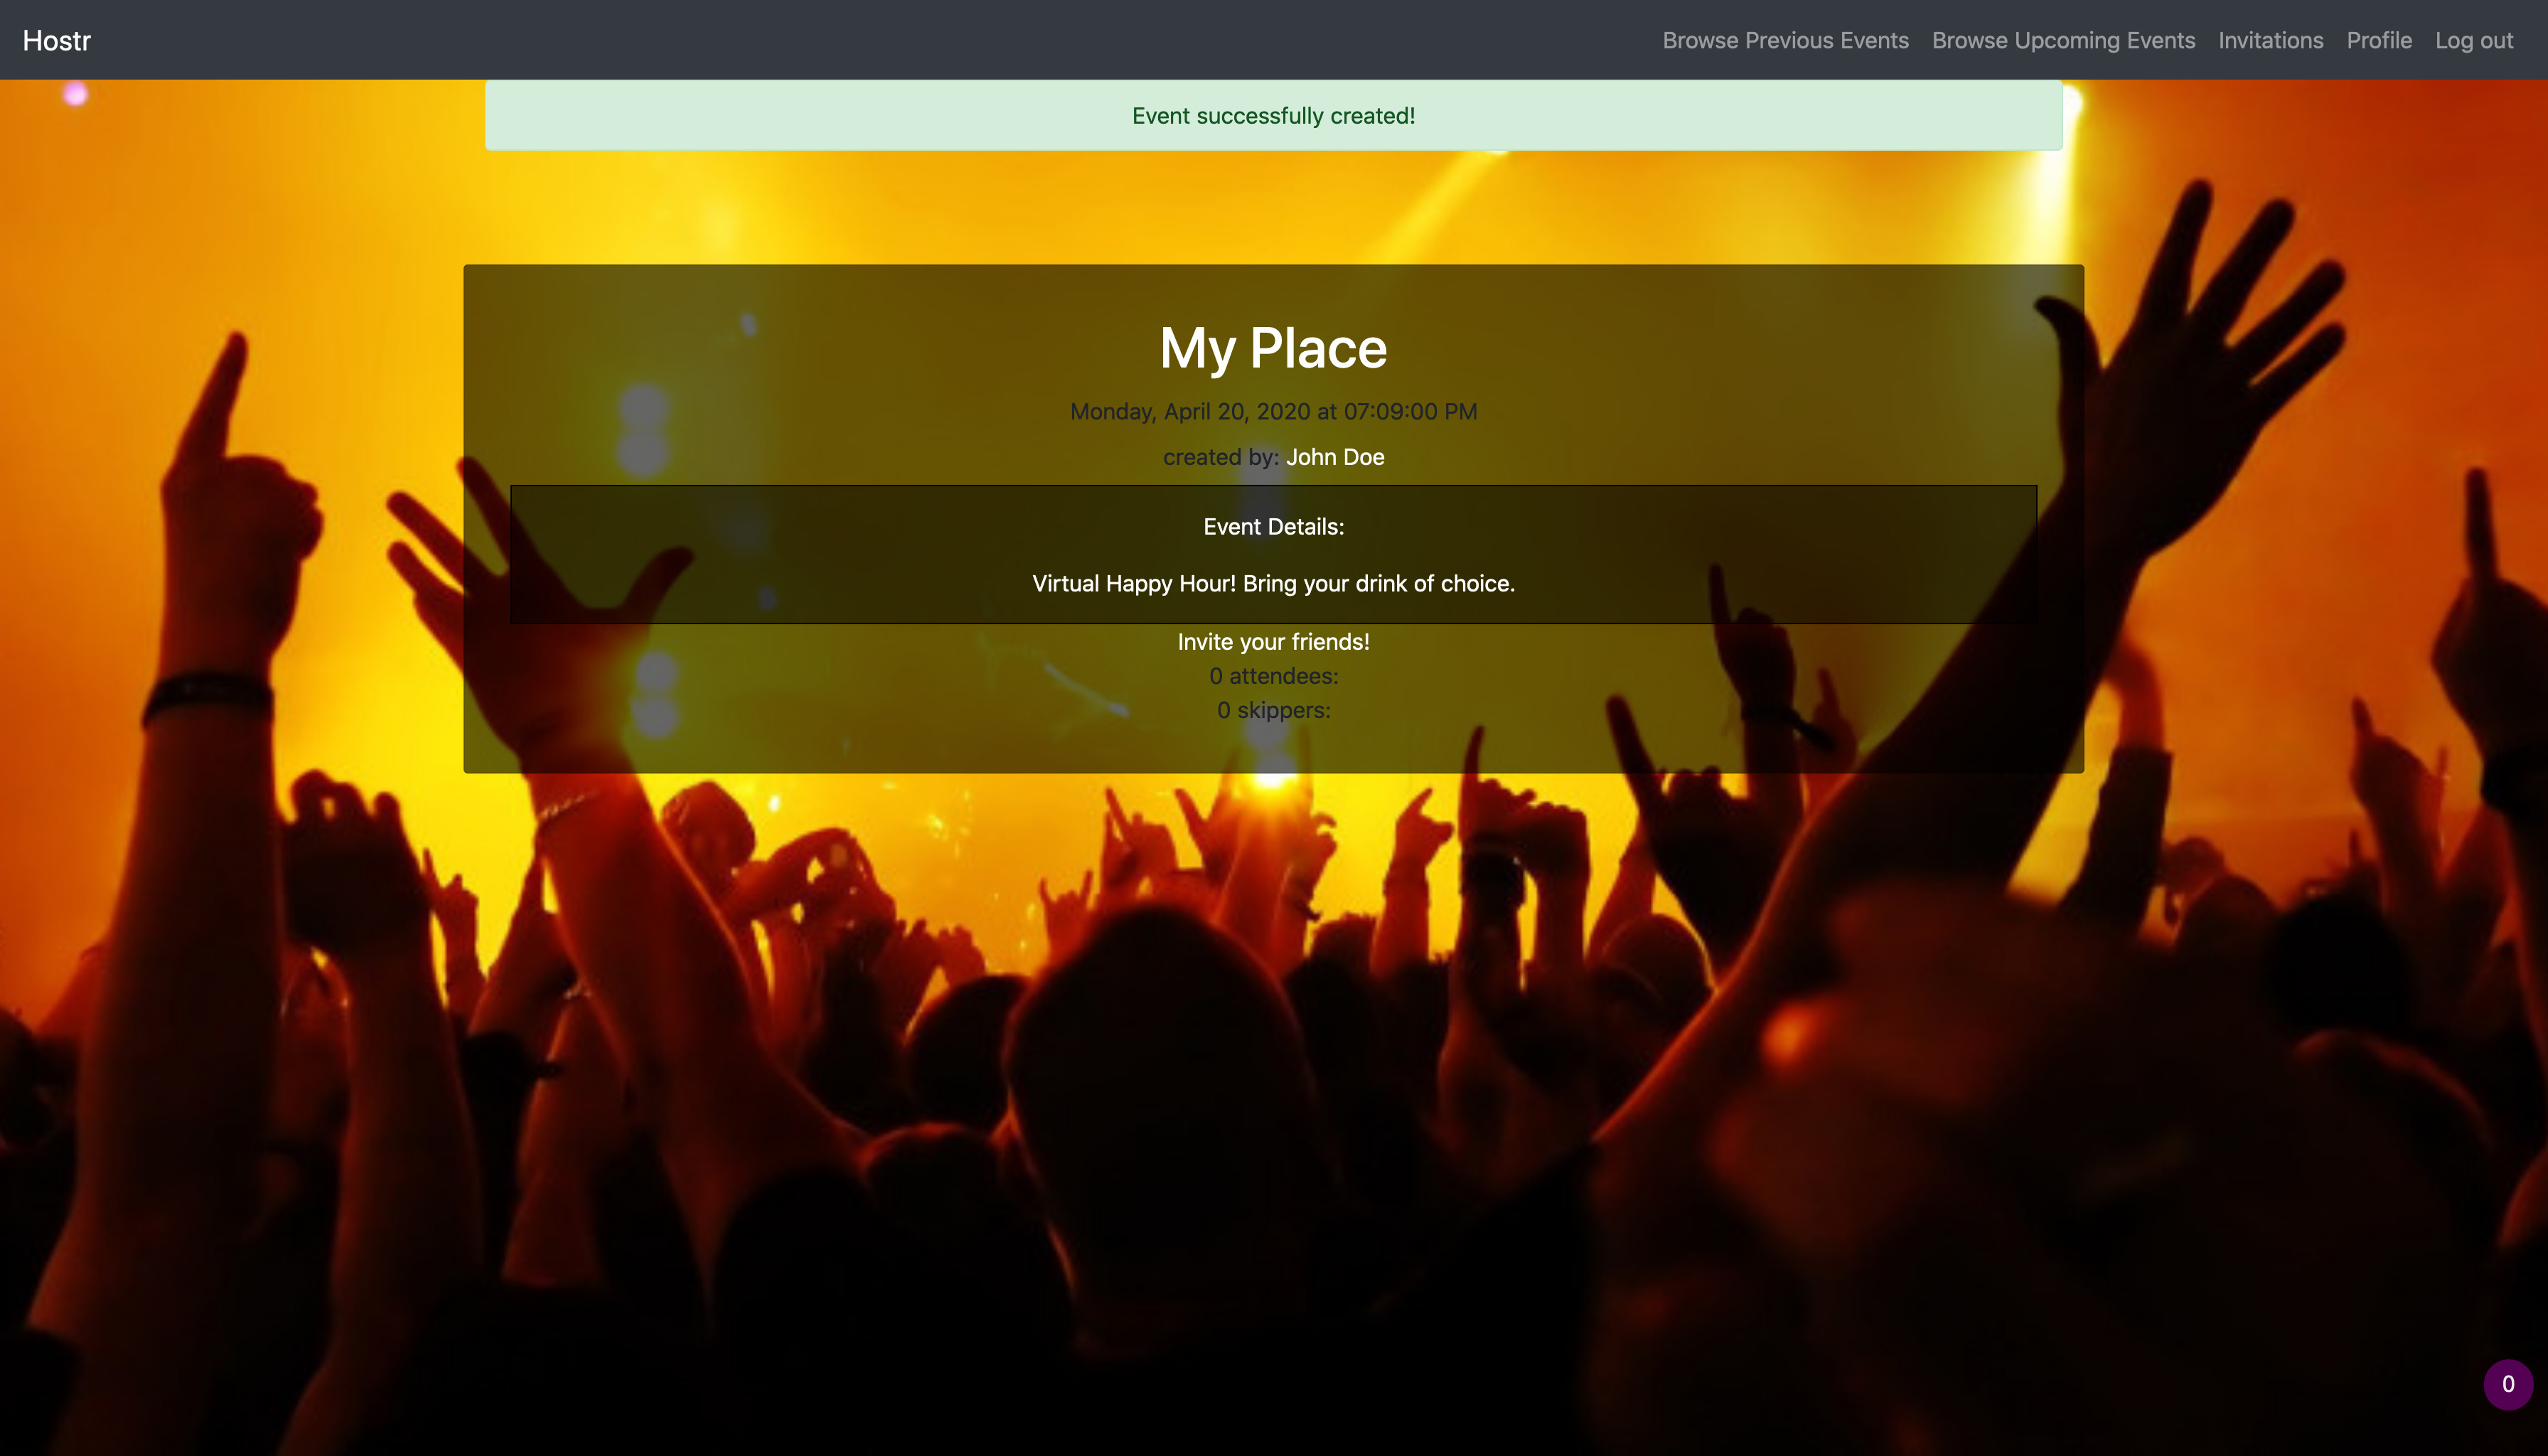 Hostr
Browse Previous Events Browse Upcoming Events Invitations Profile Log out
Event successfully created!
My Place
Monday, April 20, 2020 at 07:09:00 PM
created by: John Doe
Event Details:
Virtual Happy Hour! Bring your drink of choice.
Invite your friends!
0 attendees:
0 skippers:
0